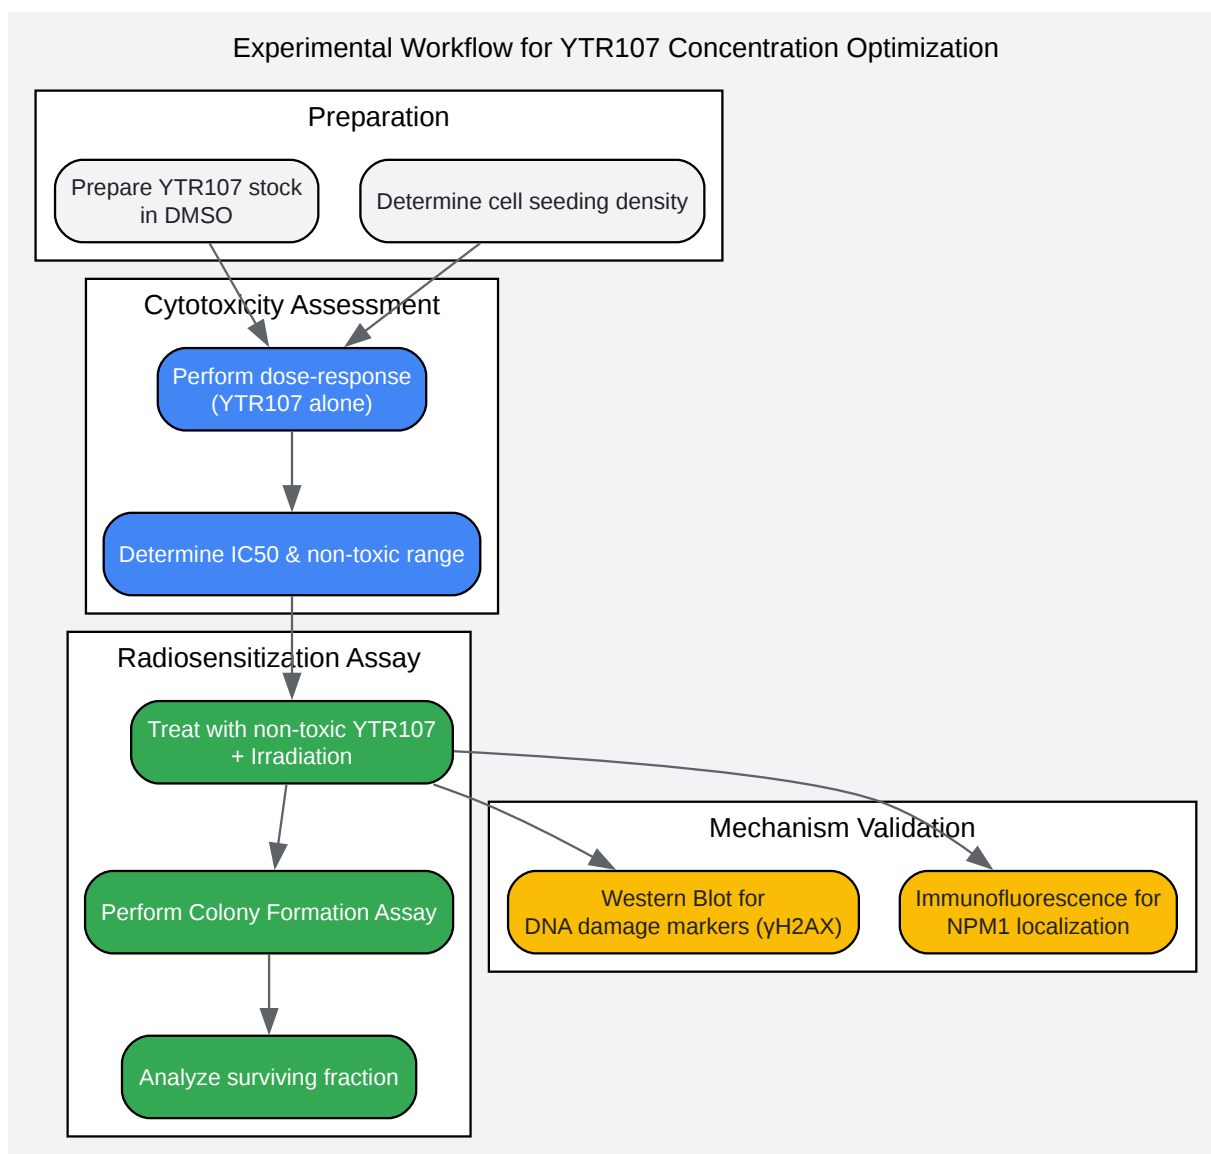 Experimental Workflow for YTR107 Concentration Optimization
Preparation
Prepare YTR107 stock
in DMSO
Determine cell seeding density
Cytotoxicity Assessment
Perform dose-response
(YTR107 alone)
Determine IC50 & non-toxic range
Radiosensitization Assay
Treat with non-toxic YTR107
+ Irradiation
Perform Colony Formation Assay
Analyze surviving fraction
Mechanism Validation
Western Blot for
DNA damage markers (γH2AX)
Immunofluorescence for
NPM1 localization